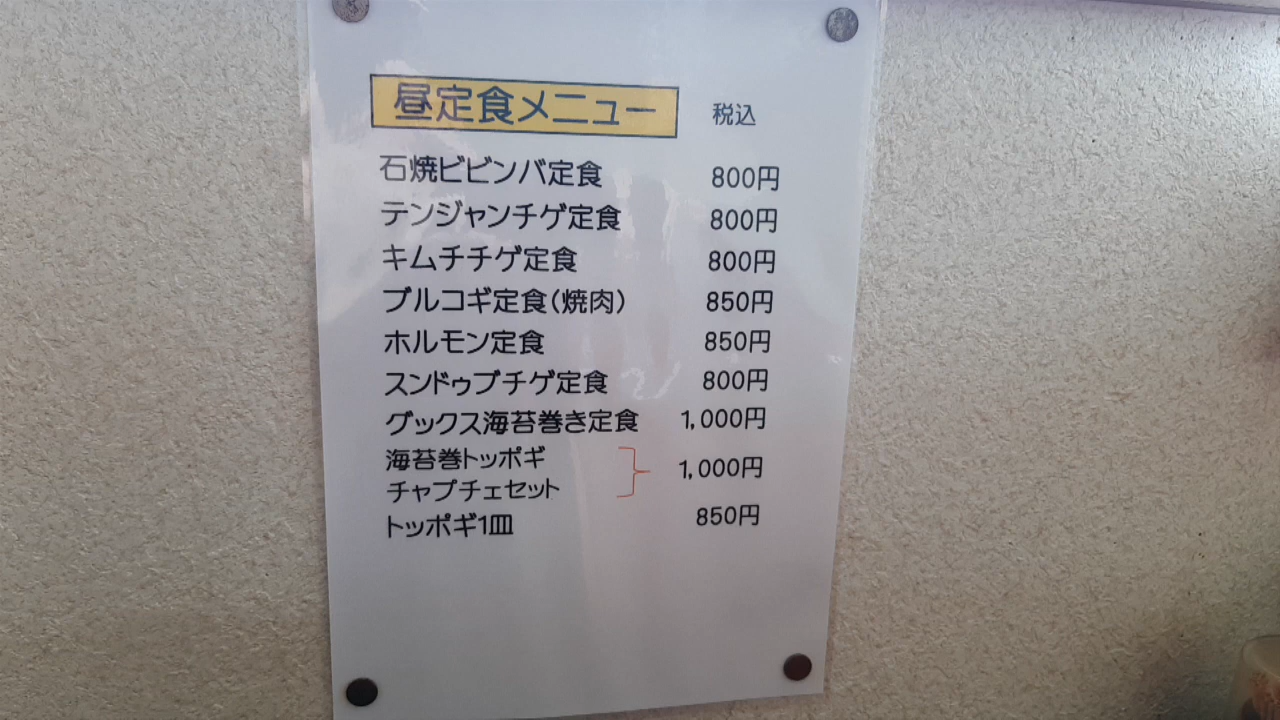 昼定食メニュー 税込
石焼ビビンバ定食 800円
テンジャンチゲ定食 800円
キムチチゲ定食 800円
ブルコギ定食(焼肉) 850円
ホルモン定食 850円
スンドゥブチゲ定食 800円
グックス海苔巻き定食 1,000円
海苔巻トッポギ
チャプチェセット } 1,000円
トッポギ1皿 850円